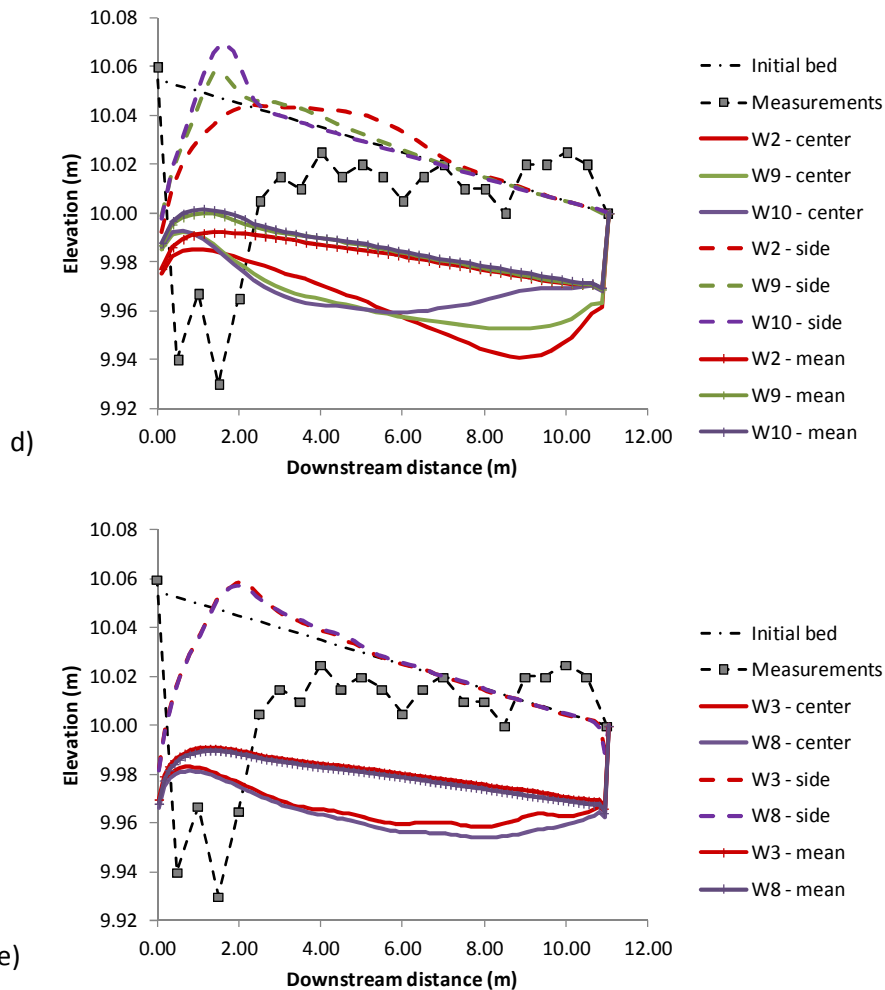 10.08
10.06
10.04
10.02
10.00
9.98
9.96
9.94
9.92
Elevation (m)
0.00 2.00 4.00 6.00 8.00 10.00 12.00
Downstream distance (m)
d)
Initial bed
Measurements
W2 - center
W9 - center
W10 - center
W2 - side
W9 - side
W10 - side
W2 - mean
W9 - mean
W10 - mean
10.08
10.06
10.04
10.02
10.00
9.98
9.96
9.94
9.92
Elevation (m)
0.00 2.00 4.00 6.00 8.00 10.00 12.00
Downstream distance (m)
e)
Initial bed
Measurements
W3 - center
W8 - center
W3 - side
W8 - side
W3 - mean
W8 - mean